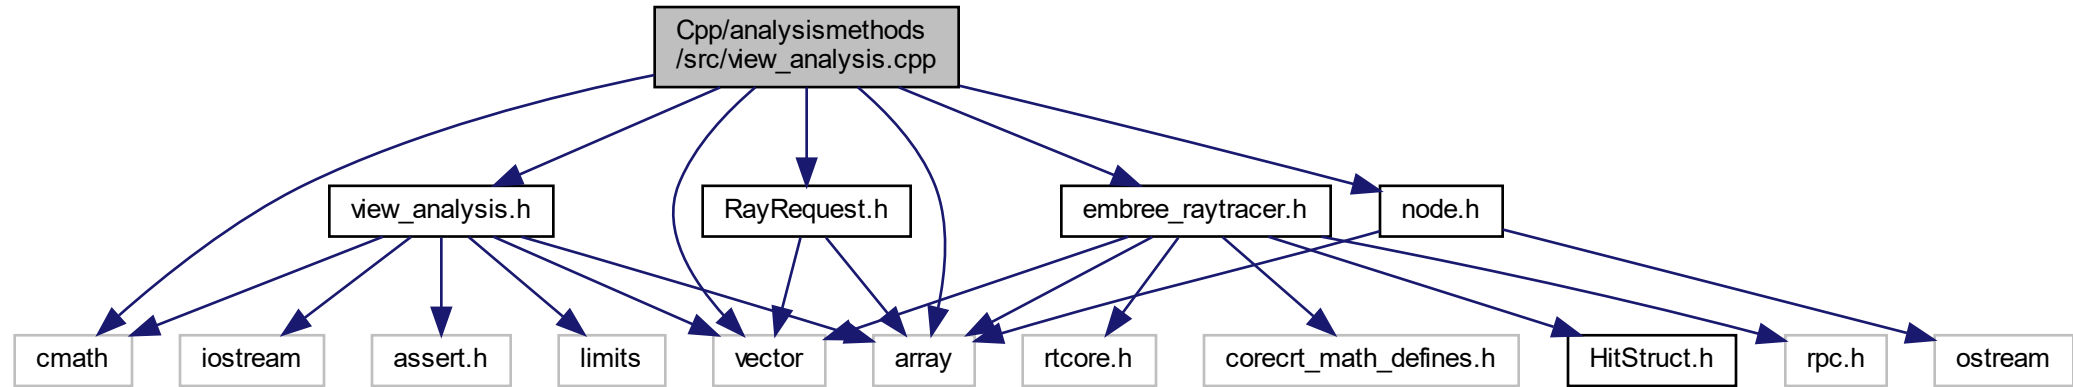 Cpp/analysismethods
/src/view_analysis.cpp
view_analysis.h
RayRequest.h
embree_raytracer.h
node.h
cmath
iostream
assert.h
limits
vector
array
rtcore.h
corecrt_math_defines.h
HitStruct.h
rpc.h
ostream